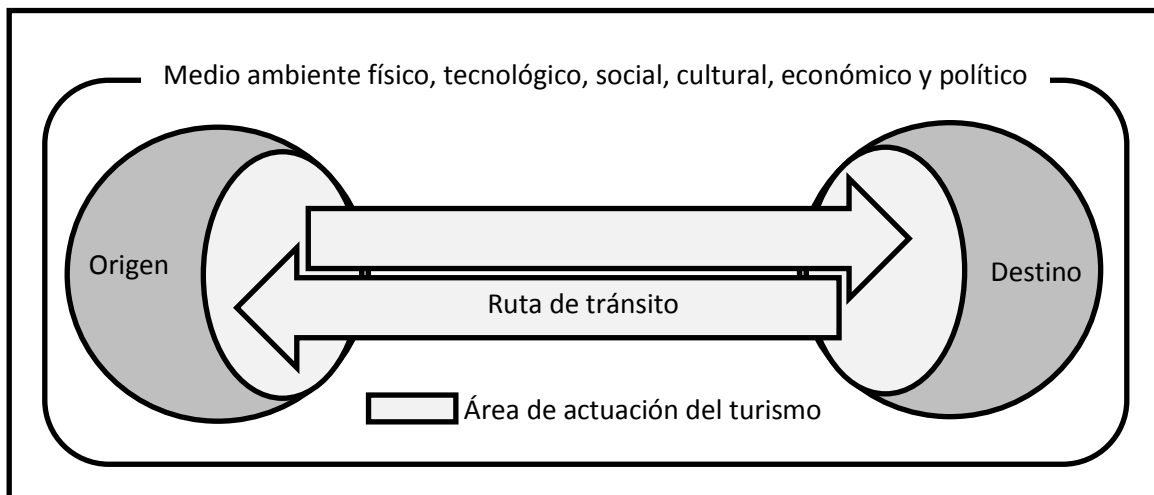 Medio ambiente físico, tecnológico, social, cultural, económico y político
Origen
Destino
Ruta de tránsito
Área de actuación del turismo